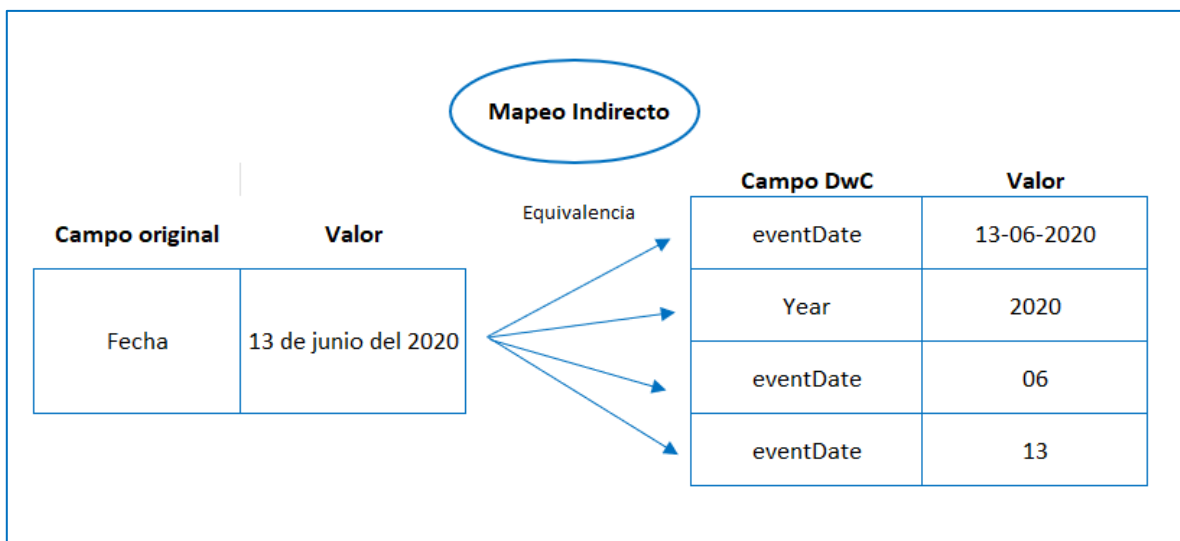 Mapeo Indirecto
Campo original Valor
Fecha 13 de junio del 2020
Equivalencia
Campo DwC Valor
eventDate 13-06-2020
Year 2020
eventDate 06
eventDate 13